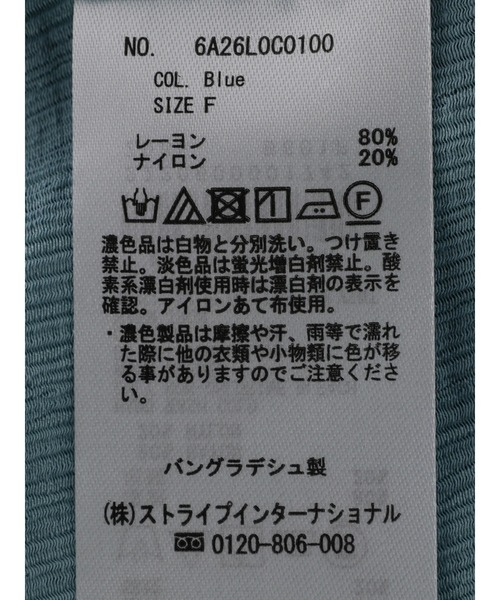 NO. 6A26L0C0100
COL. Blue
SIZE F
レーヨン 80%
ナイロン 20%
濃色品は白物と分別洗い。つけ置き
禁止。淡色品は蛍光増白剤禁止。酸
素系漂白剤使用時は漂白剤の表示を
確認。アイロンあて布使用。
・濃色製品は摩擦や汗、雨等で濡れ
た際に他の衣類や小物類に色が移
る事がありますのでご注意くださ
い。
バングラデシュ製
(株)ストライプインターナショナル
0120-806-008